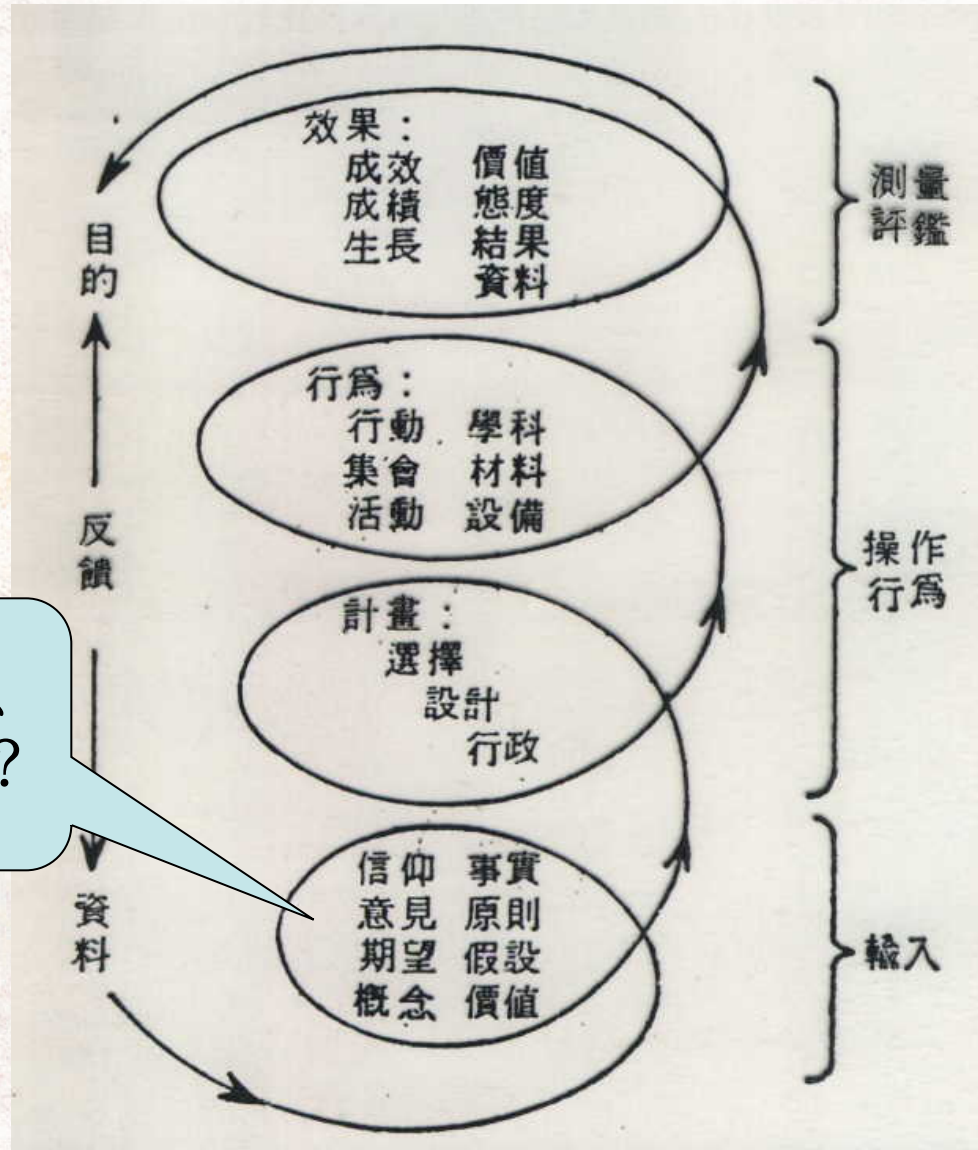 效果：
成效 價值
成績 態度
生長 結果
資料
行為：
行動 學科
集會 材料
活動 設備
計畫：
選擇
設計
行政
信仰 事實
意見 原則
期望 假設
概念 價值
目的
反饋
資料
測量
評鑑
操作
行為
輸入
?